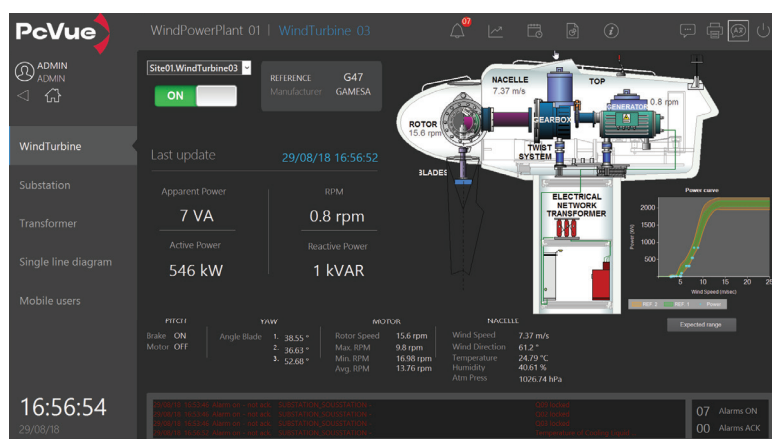 PcVue
WindPowerPlant 01 | WindTurbine 03
07
ADMIN
ADMIN
Site01.WindTurbine03
ON
REFERENCE G47
Manufacturer GAMESA
WindTurbine
Substation
Transformer
Single line diagram
Mobile users
Last update 29/08/18 16:56:52
Apparent Power
7 VA
RPM
0.8 rpm
Active Power
546 kW
Reactive Power
1 kVAR
NACELLE
7.37 m/s
TOP
ROTOR
15.6 rpm
GEARBOX
GENERATOR
0.8 rpm
TWIST
SYSTEM
BLADES
ELECTRICAL
NETWORK
TRANSFORMER
Power curve
Power (kW)
2000
1500
1000
500
5 10 15 20 25
Wind Speed (m/sec)
REF 2 REF 1 Power
Expected range
PITCH
Brake ON
Motor OFF
YAW
Angle Blade 1. 38.55 °
2. 36.63 °
3. 52.68 °
MOTOR
Rotor Speed 15.6 rpm
Max. RPM 9.8 rpm
Min. RPM 16.98 rpm
Avg. RPM 13.76 rpm
NACELLE
Wind Speed 7.37 m/s
Wind Direction 61.2 °
Temperature 24.79 °C
Humidity 40.61 %
Atm Press 1026.74 hPa
16:56:54
29/08/18
07 Alarms ON
00 Alarms ACK